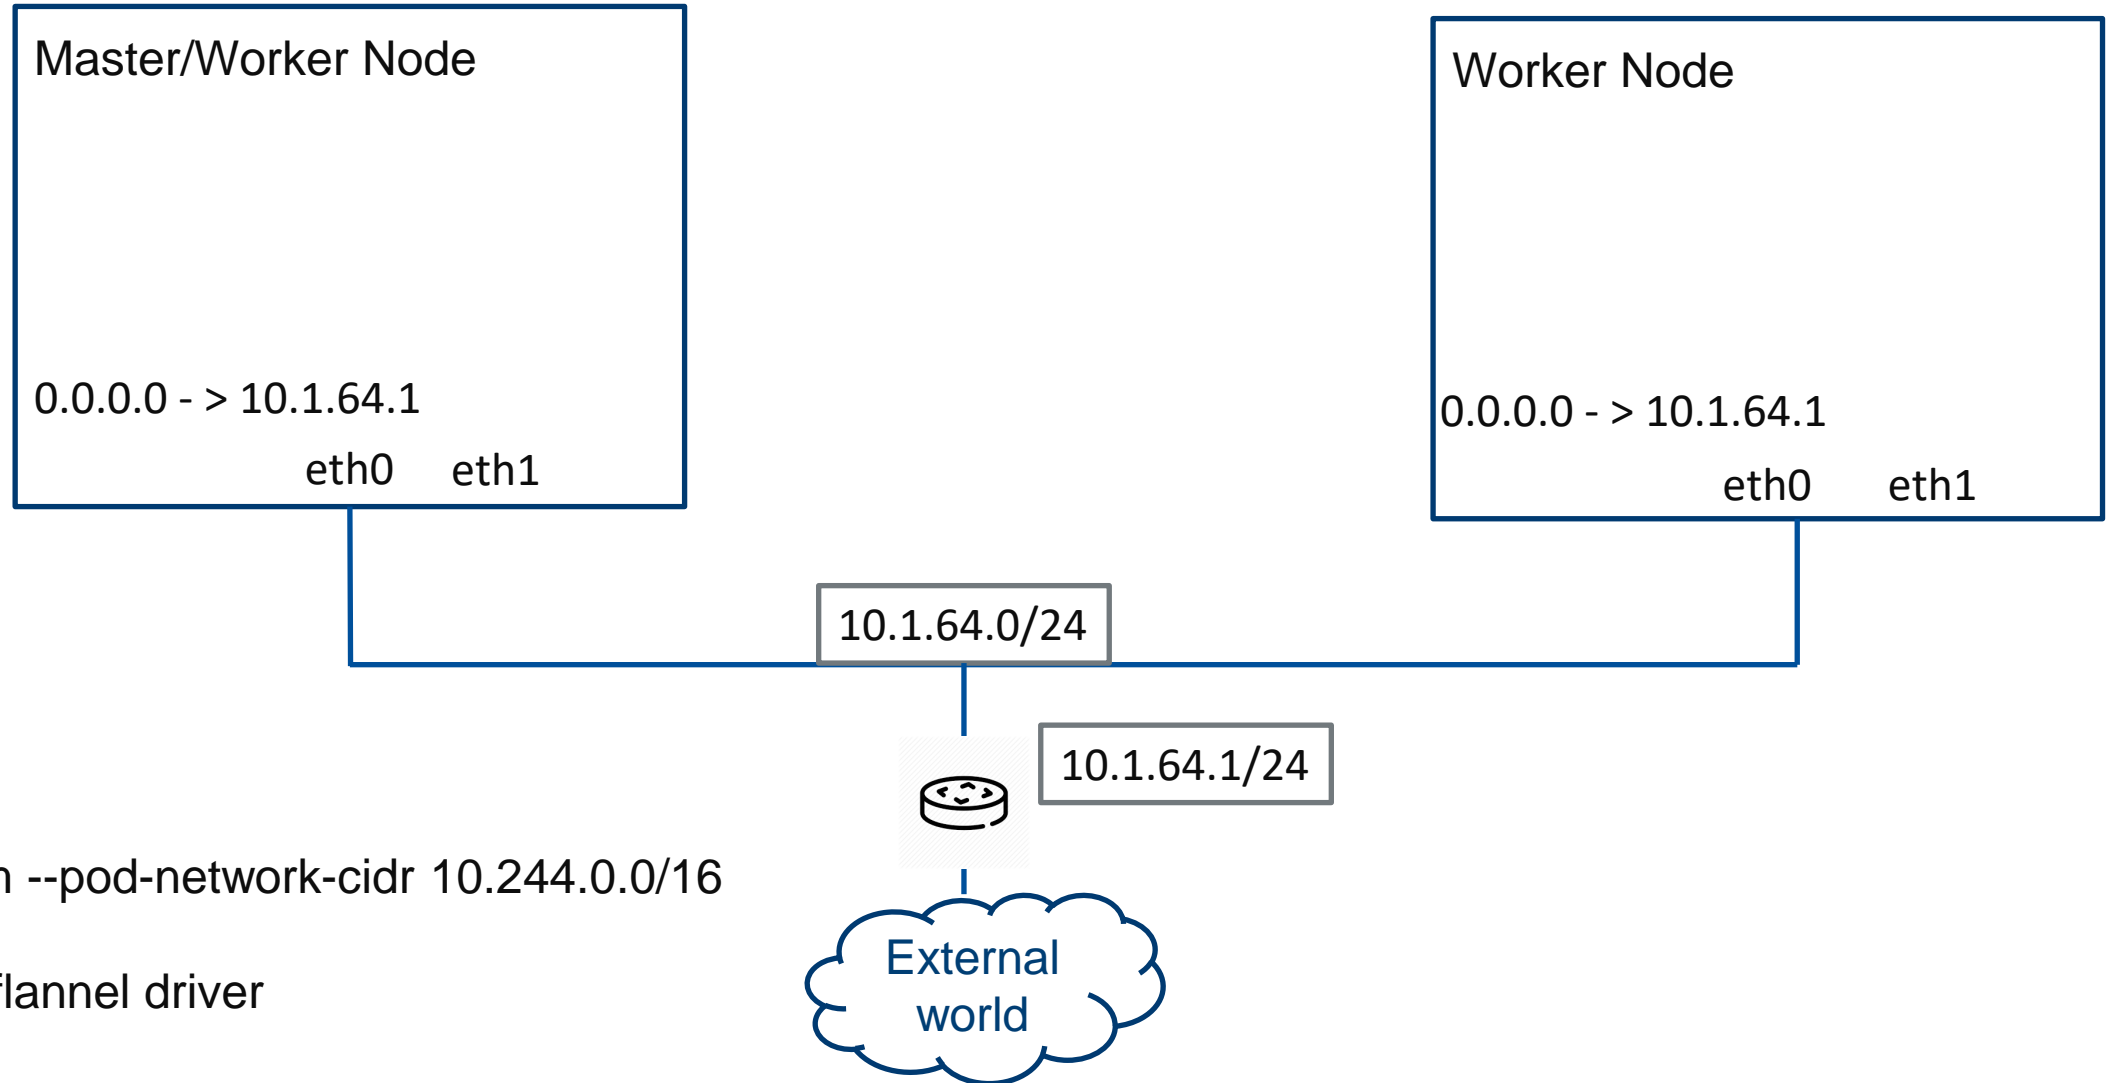 Master/Worker Node
Worker Node
0.0.0.0 - > 10.1.64.1
0.0.0.0 - > 10.1.64.1
eth0 eth1
eth0 eth1
10.1.64.0/24
10.1.64.1/24
--pod-network-cidr 10.244.0.0/16
External
world
flannel driver